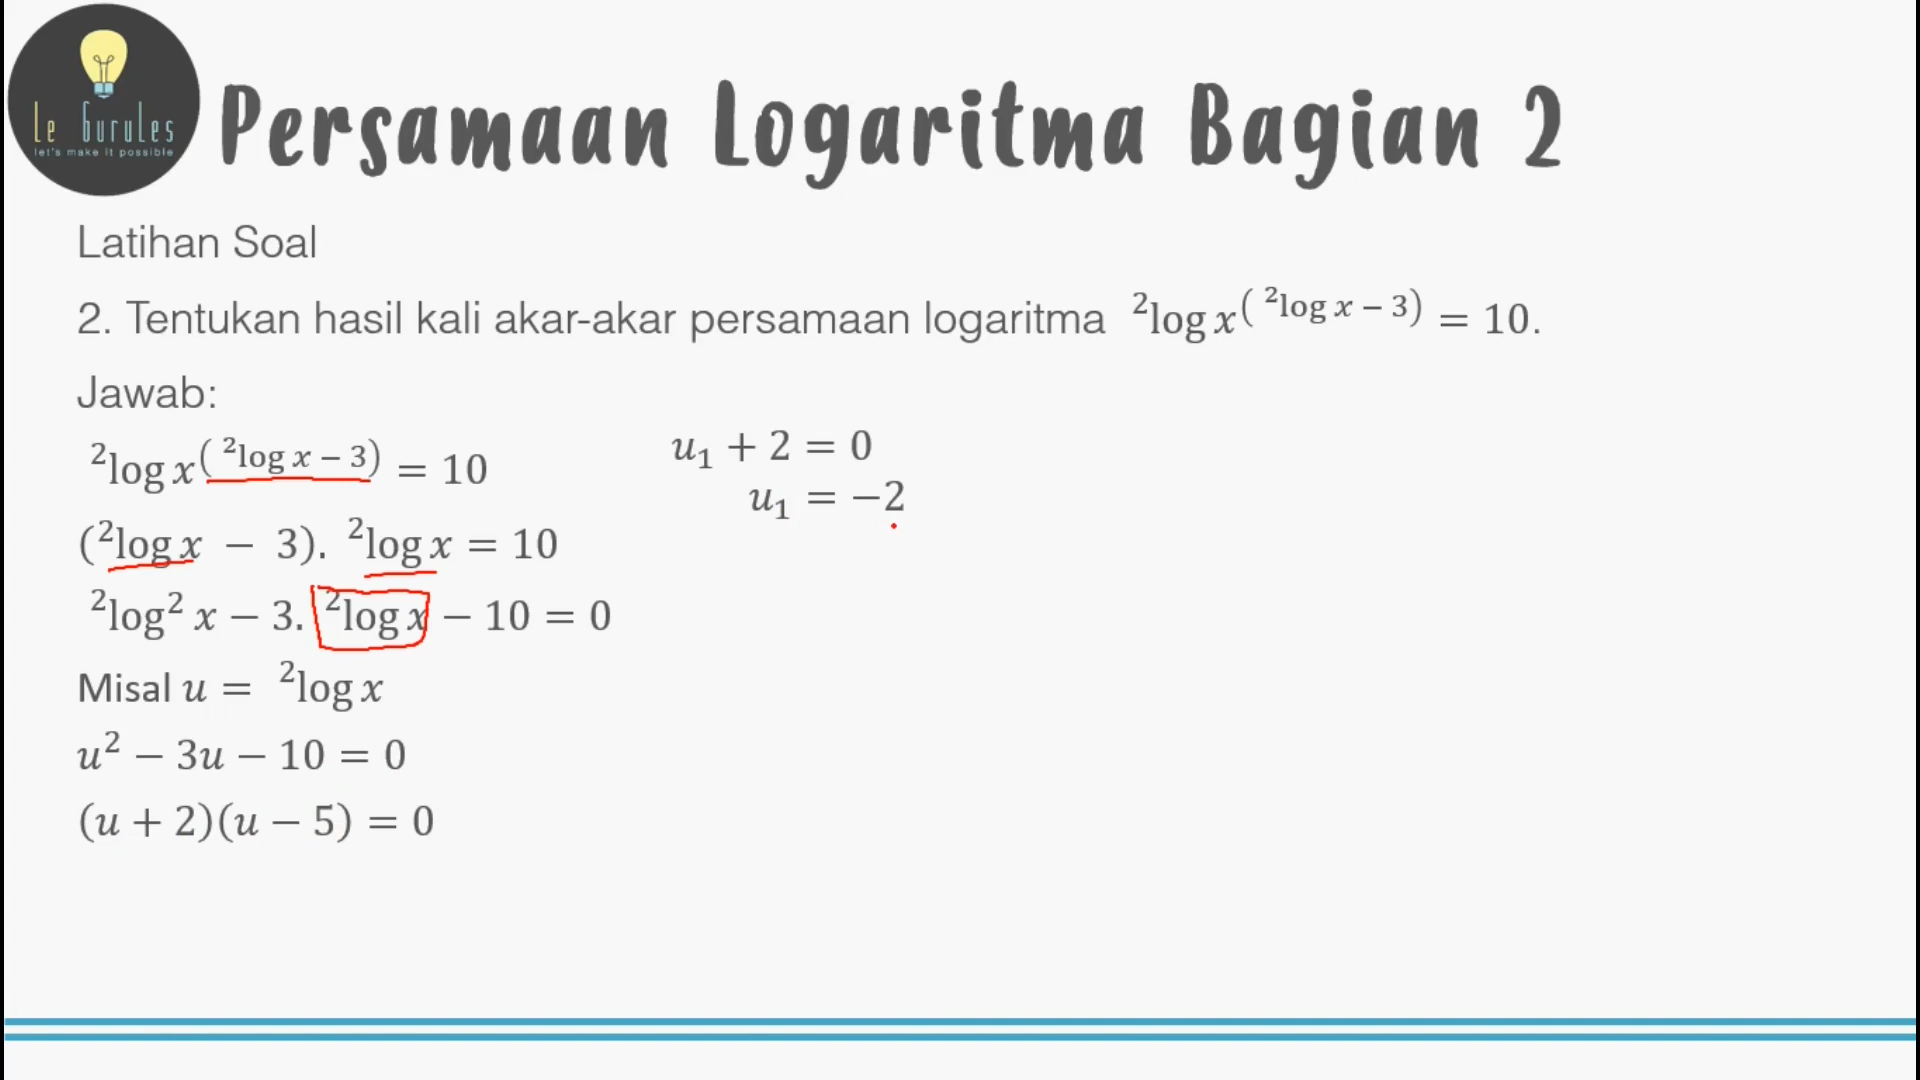 Le Gurules
let's make it possible
Persamaan Logaritma Bagian 2
Latihan Soal
2. Tentukan hasil kali akar-akar persamaan logaritma ²log x^(²log x − 3) = 10.
Jawab:
²log x^(²log x − 3) = 10
(²log x − 3). ²log x = 10
²log² x − 3. ²log x − 10 = 0
Misal u = ²log x
u² − 3u − 10 = 0
(u + 2)(u − 5) = 0
u₁ + 2 = 0
u₁ = −2